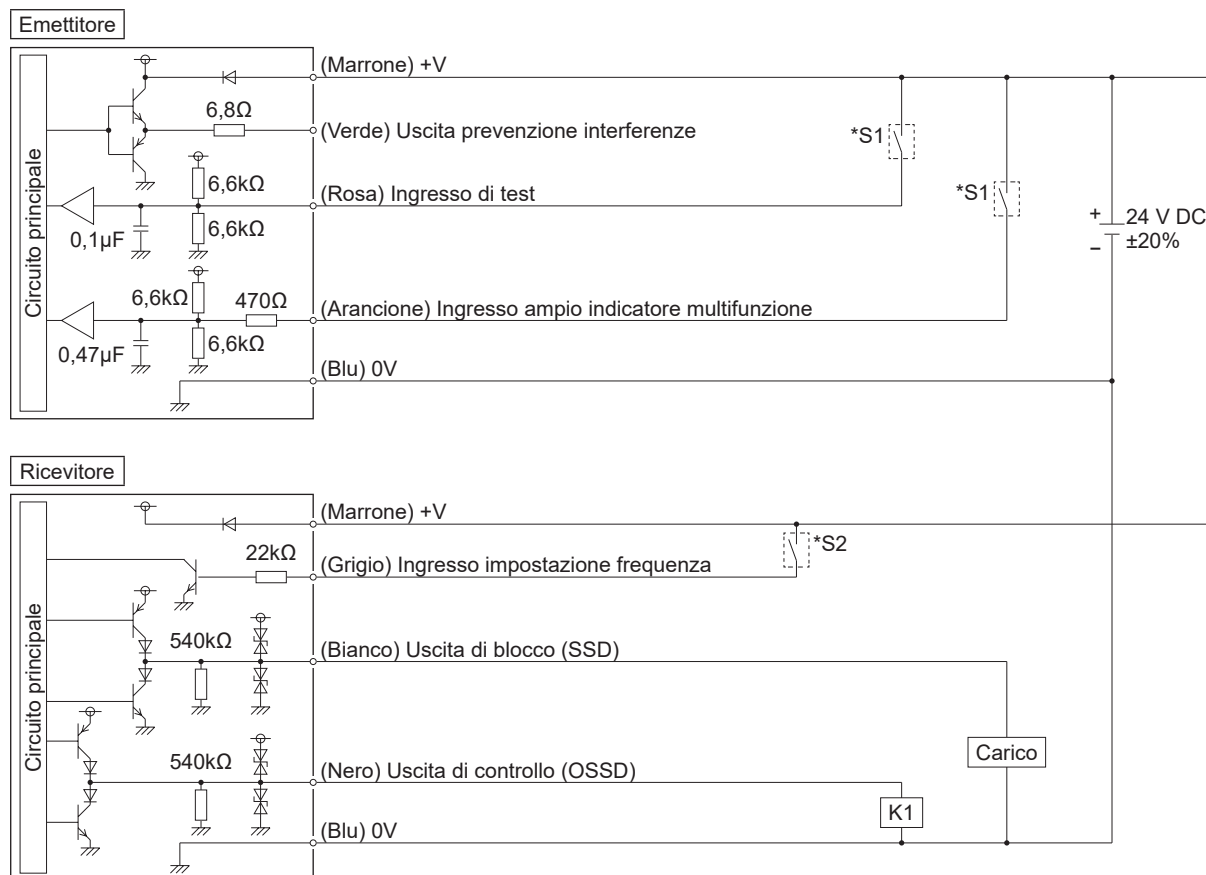 Emettitore
Circuito principale
(Marrone) +V
6,8Ω
(Verde) Uscita prevenzione interferenze
*S1
6,6kΩ
(Rosa) Ingresso di test
*S1
0,1µF
6,6kΩ
+
24 V DC
−
±20%
6,6kΩ
470Ω
(Arancione) Ingresso ampio indicatore multifunzione
0,47µF
6,6kΩ
(Blu) 0V
Ricevitore
Circuito principale
(Marrone) +V
*S2
22kΩ
(Grigio) Ingresso impostazione frequenza
540kΩ
(Bianco) Uscita di blocco (SSD)
Carico
540kΩ
(Nero) Uscita di controllo (OSSD)
K1
(Blu) 0V